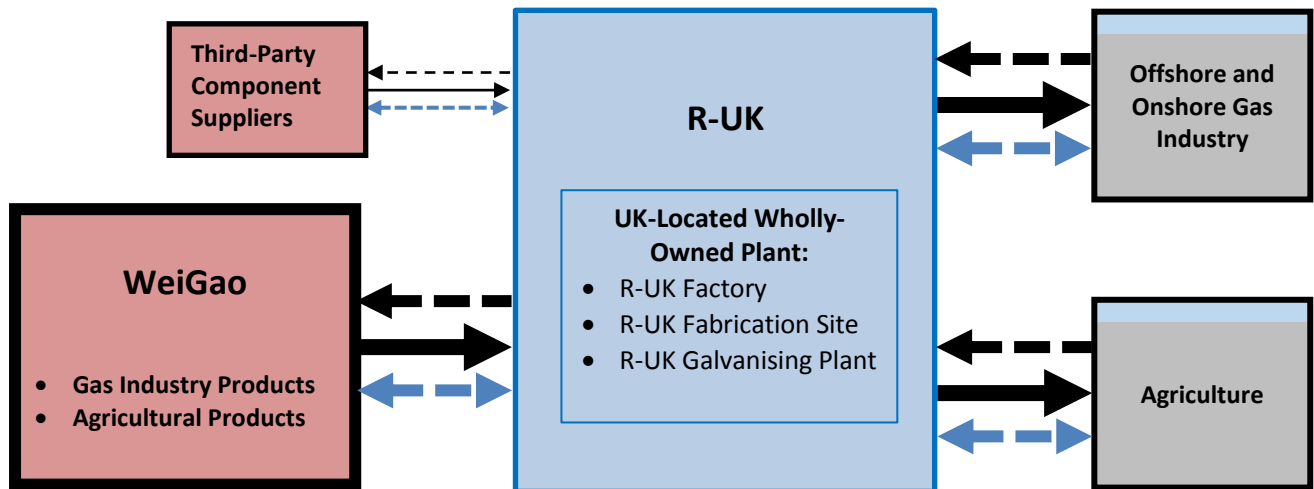 Third-Party
Component
Suppliers
WeiGao
• Gas Industry Products
• Agricultural Products
R-UK
UK-Located Wholly-
Owned Plant:
• R-UK Factory
• R-UK Fabrication Site
• R-UK Galvanising Plant
Offshore and
Onshore Gas
Industry
Agriculture